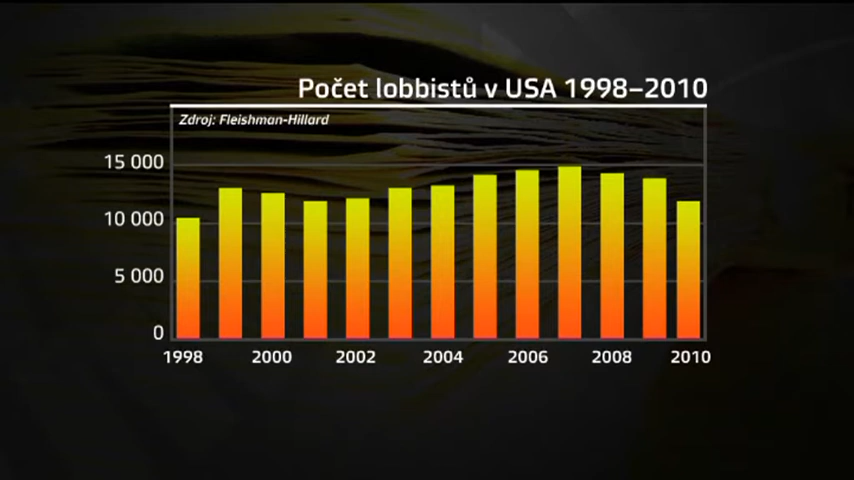 Počet lobbistů v USA 1998–2010
Zdroj: Fleishman-Hillard
15 000
10 000
5 000
0
1998 2000 2002 2004 2006 2008 2010